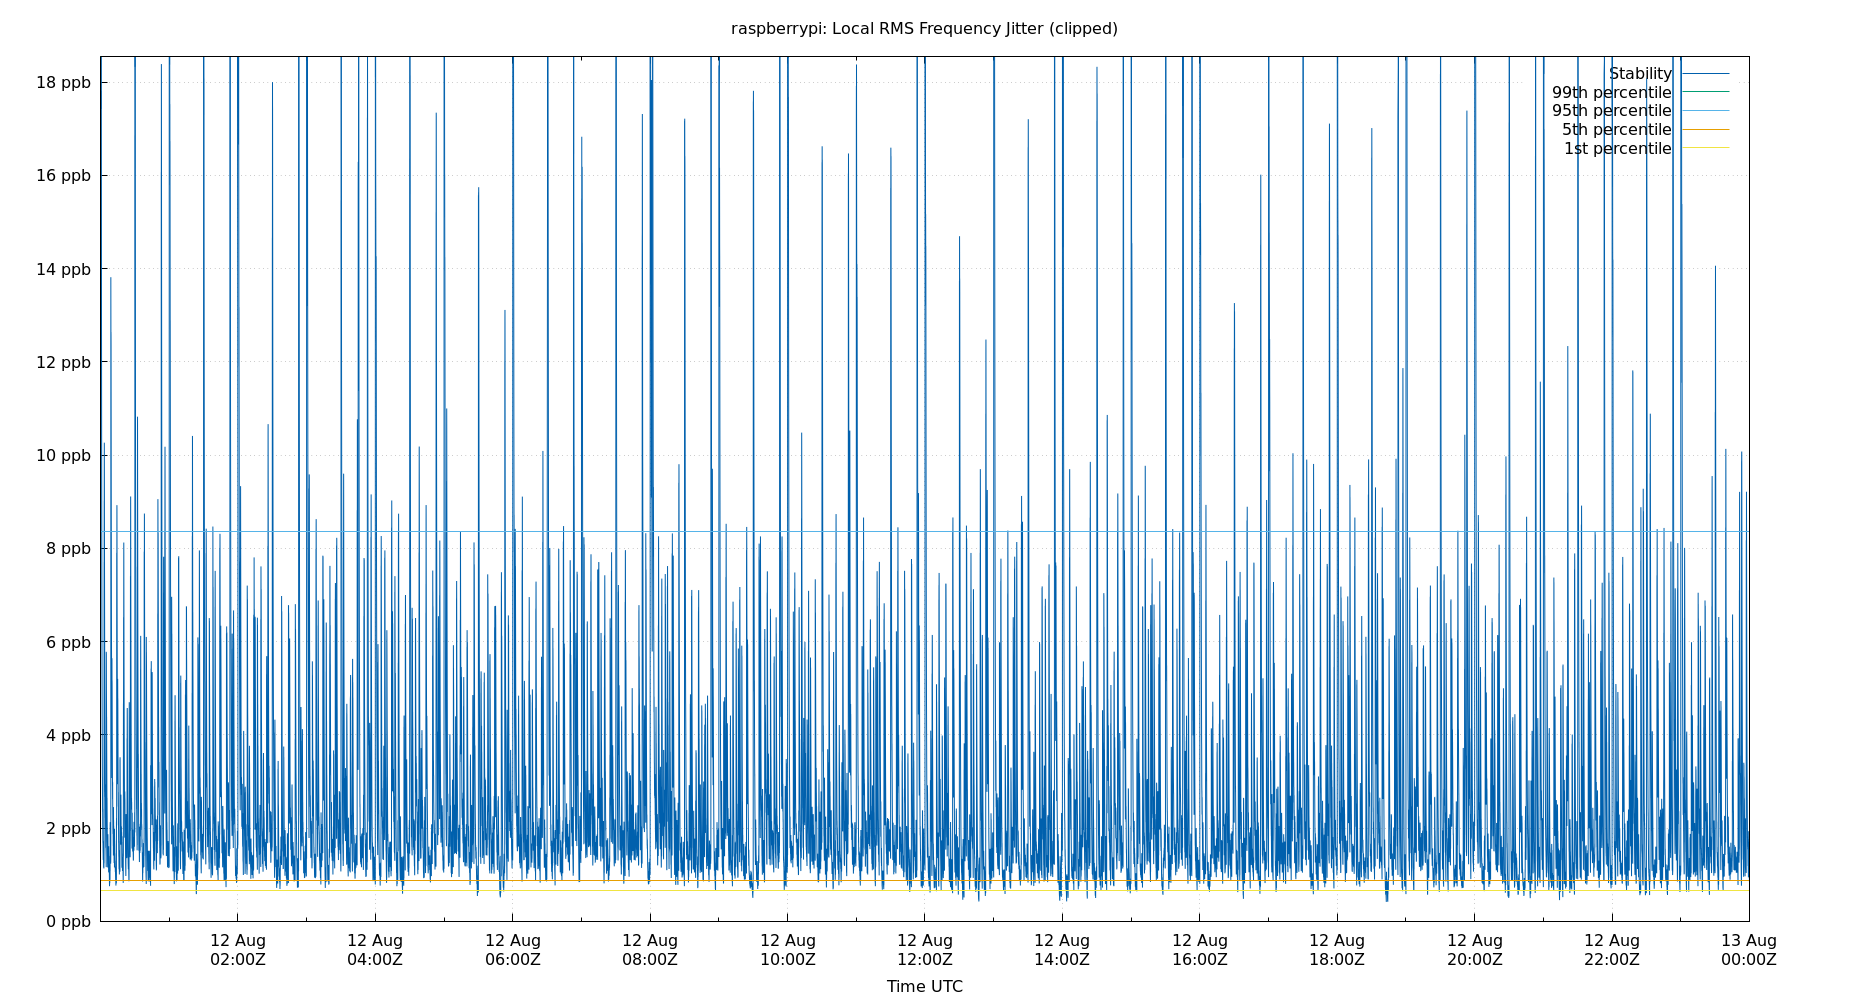 raspberrypi: Local RMS Frequency Jitter (clipped)
18 ppb
16 ppb
14 ppb
12 ppb
10 ppb
8 ppb
6 ppb
4 ppb
2 ppb
0 ppb
Stability
99th percentile
95th percentile
5th percentile
1st percentile
12 Aug 12 Aug 12 Aug 12 Aug 12 Aug 12 Aug 12 Aug 12 Aug 12 Aug 12 Aug 12 Aug 13 Aug
02:00Z 04:00Z 06:00Z 08:00Z 10:00Z 12:00Z 14:00Z 16:00Z 18:00Z 20:00Z 22:00Z 00:00Z
Time UTC